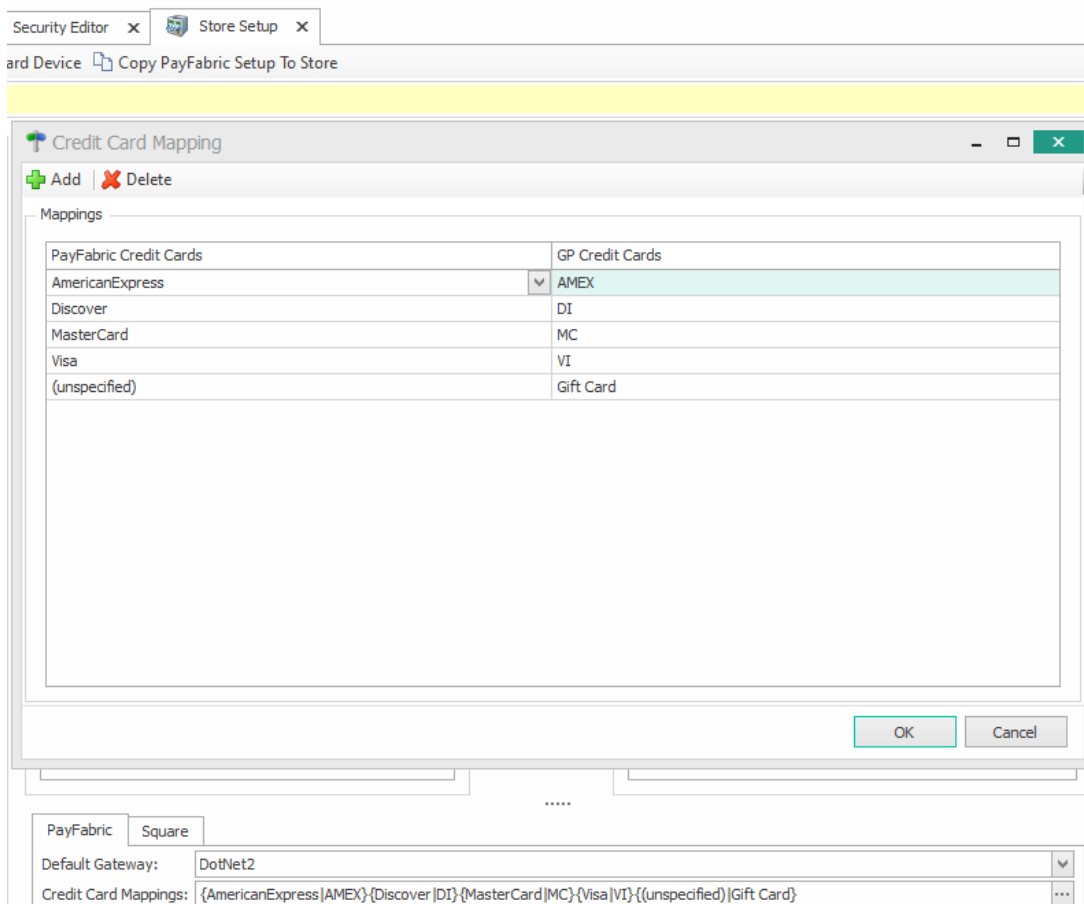 Security Editor x Store Setup x
ard Device Copy PayFabric Setup To Store
Credit Card Mapping
Add Delete
Mappings
PayFabric Credit Cards GP Credit Cards
AmericanExpress AMEX
Discover DI
MasterCard MC
Visa VI
(unspecified) Gift Card
OK Cancel
.....
PayFabric Square
Default Gateway: DotNet2
Credit Card Mappings: {AmericanExpress|AMEX}{Discover|DI}{MasterCard|MC}{Visa|VI}{(unspecified)|Gift Card} ...